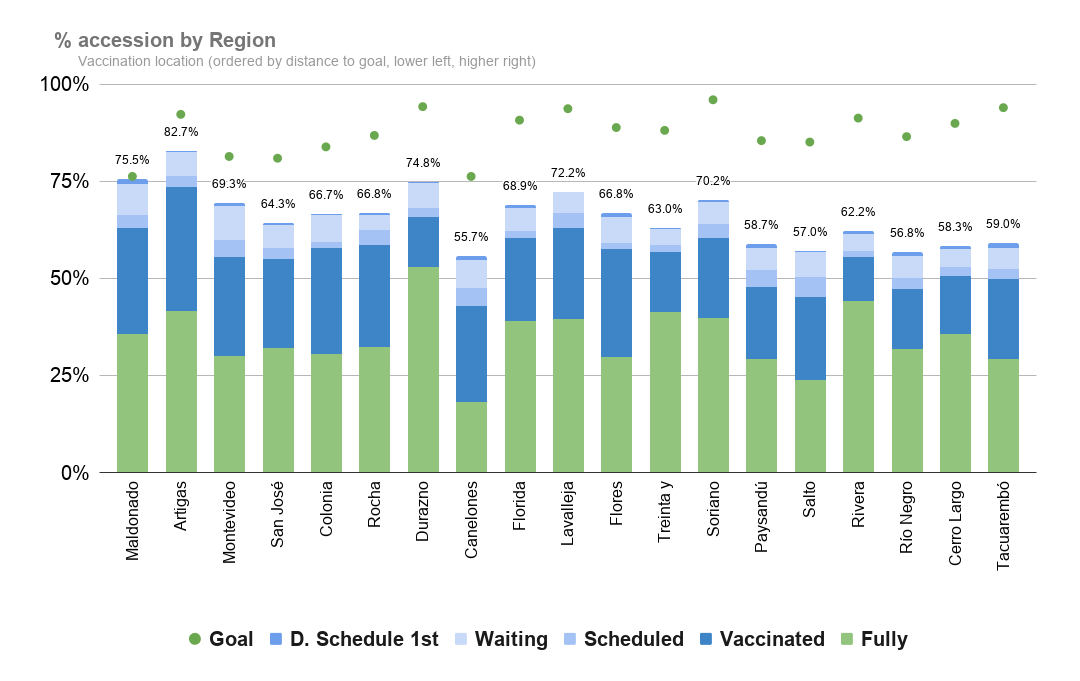 % accession by Region
Vaccination location (ordered by distance to goal, lower left, higher right)
100%
75%
50%
25%
0%
75.5%
82.7%
69.3%
64.3%
66.7%
66.8%
74.8%
55.7%
68.9%
72.2%
66.8%
63.0%
70.2%
58.7%
57.0%
62.2%
56.8%
58.3%
59.0%
Maldonado
Artigas
Montevideo
San José
Colonia
Rocha
Durazno
Canelones
Florida
Lavalleja
Flores
Treinta y
Soriano
Paysandú
Salto
Rivera
Río Negro
Cerro Largo
Tacuarembó
Goal D. Schedule 1st Waiting Scheduled Vaccinated Fully